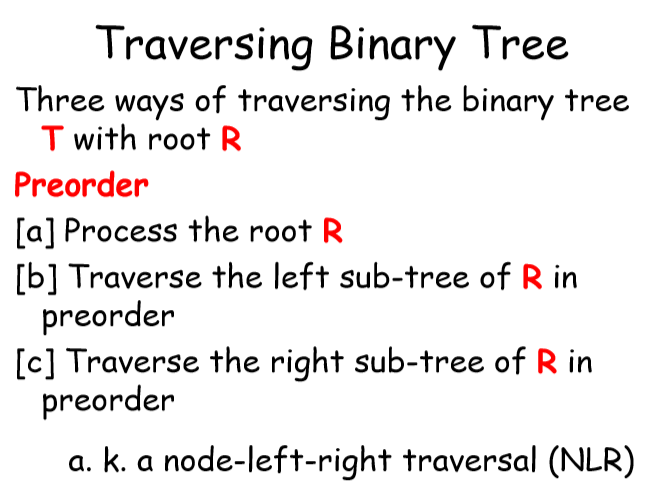 Traversing Binary Tree
Three ways of traversing the binary tree
T with root R
Preorder
[a] Process the root R
[b] Traverse the left sub-tree of R in
preorder
[c] Traverse the right sub-tree of R in
preorder
a. k. a node-left-right traversal (NLR)